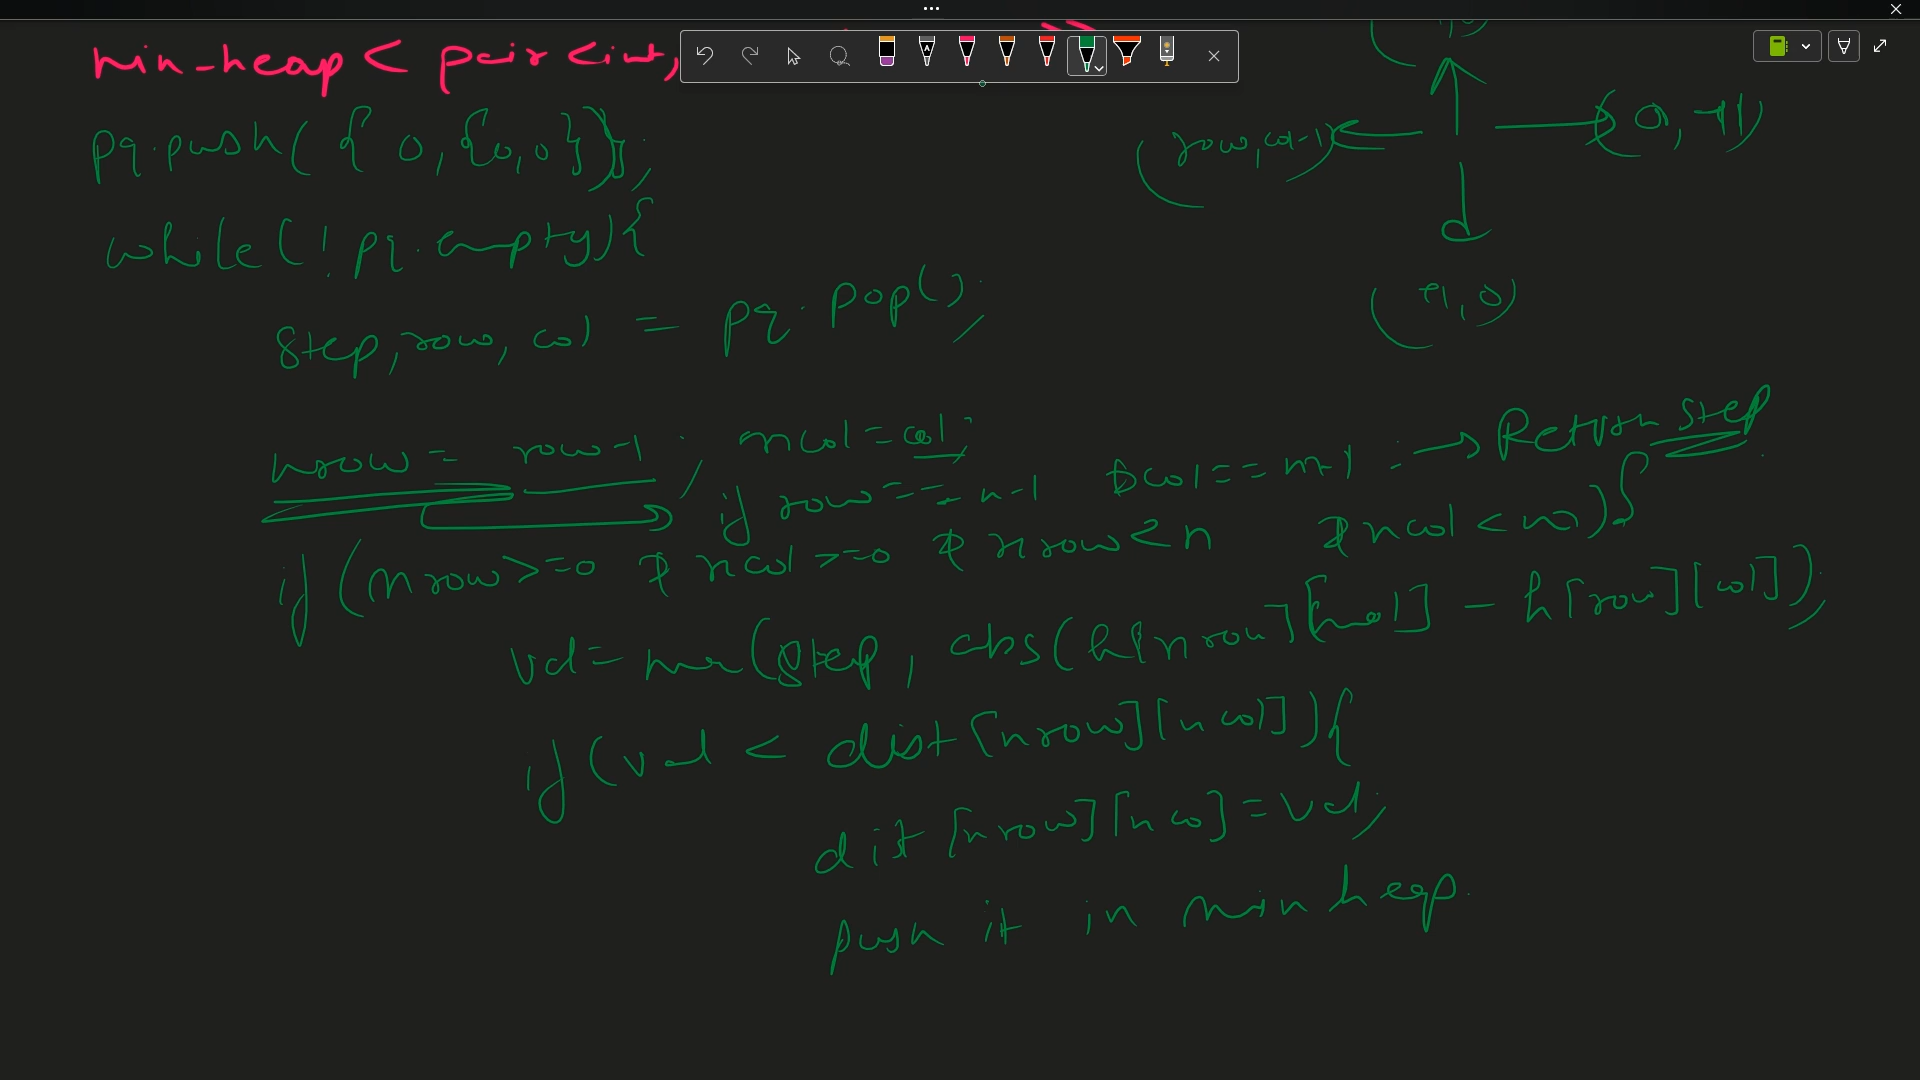 min-heap < pair <int,
pq.push( { 0, {0,0} });
while ( ! pq.empty){
(row, col-1)
(0, +1)
d
(+1, 0)
step, row, col = pq.pop();
nrow = row-1 ; ncol = col;
if row == n-1 & col == m-1 : → Return step
if (nrow >= 0 & ncol >= 0 & nrow < n & ncol < m) {
val = max (step, abs(h[nrow][ncol] - h[row][col]);
if (val < dist [nrow][ncol]) {
dist [nrow][nco] = val;
push it in min heap.